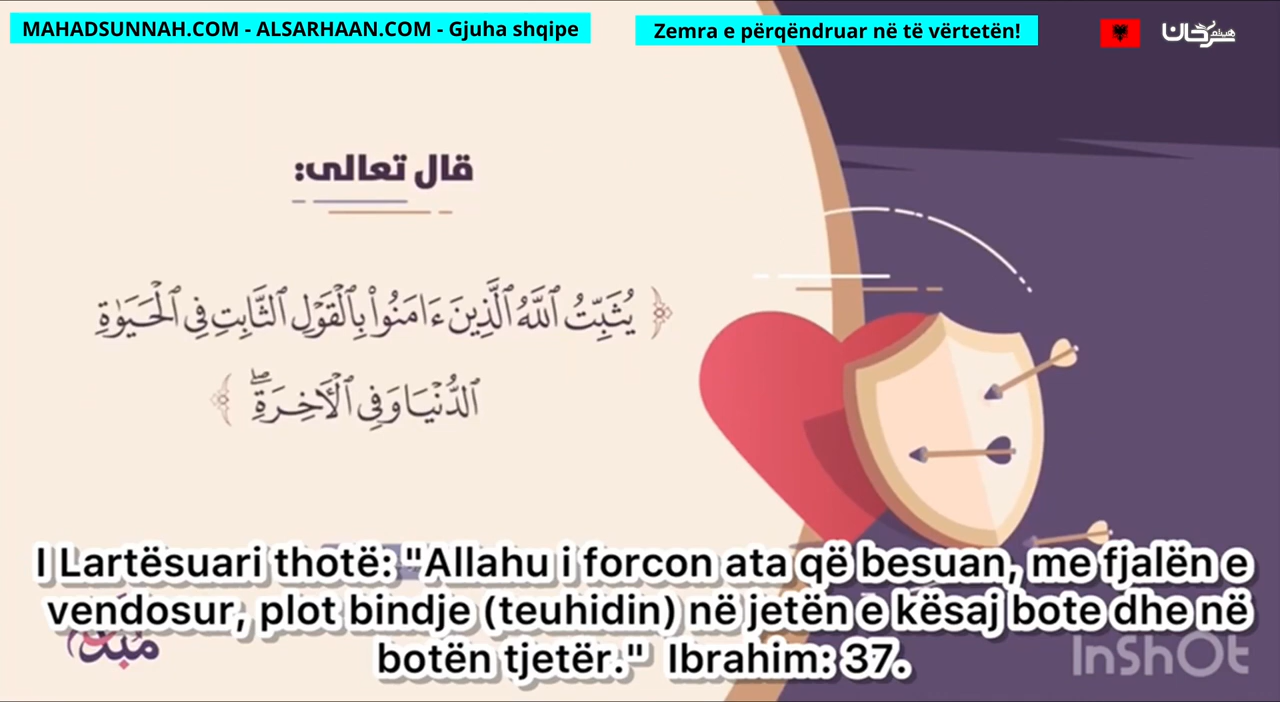 MAHADSUNNAH.COM - ALSARHAAN.COM - Gjuha shqipe
Zemra e përqëndruar në të vërtetën!
سرحان
قال تعالى:
﴿ يُثَبِّتُ ٱللَّهُ ٱلَّذِينَ ءَامَنُوا۟ بِٱلْقَوْلِ ٱلثَّابِتِ فِى ٱلْحَيَوٰةِ
ٱلدُّنْيَا وَفِى ٱلْـَٔاخِرَةِۖ ﴾
I Lartësuari thotë: "Allahu i forcon ata që besuan, me fjalën e
vendosur, plot bindje (teuhidin) në jetën e kësaj bote dhe në
botën tjetër." Ibrahim: 37.
InShOt